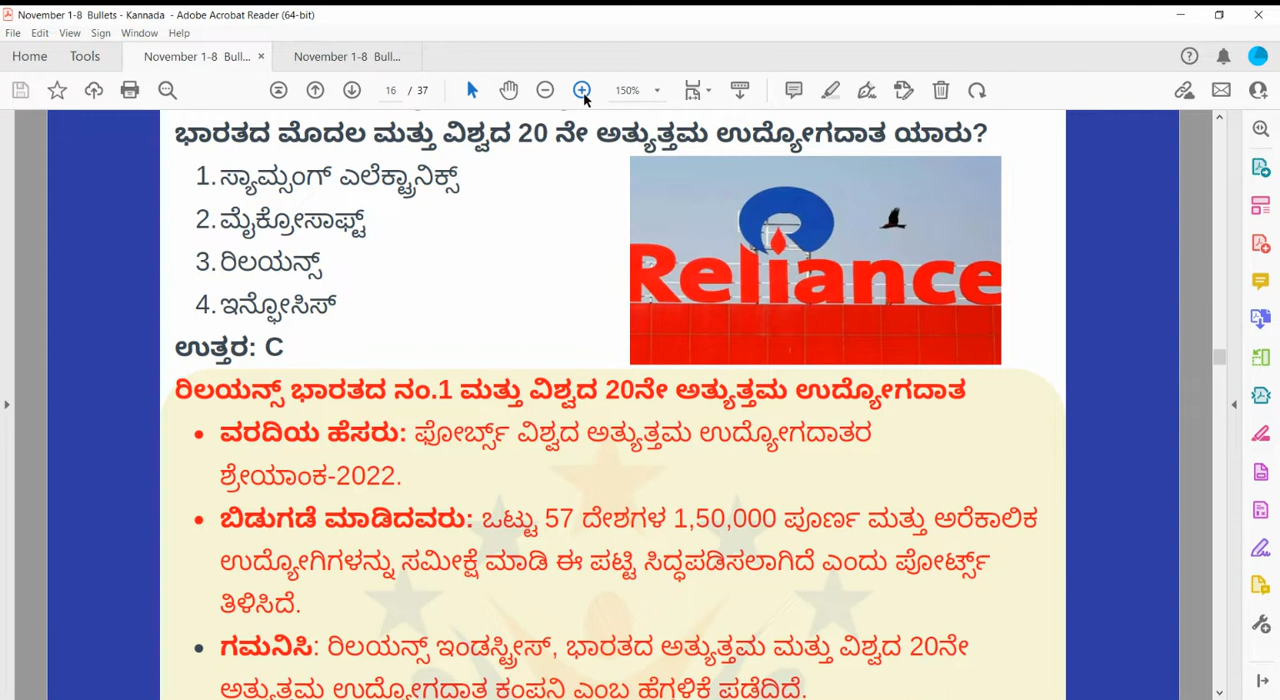 November 1-8 Bullets - Kannada - Adobe Acrobat Reader (64-bit)
File Edit View Sign Window Help
Home Tools November 1-8 Bull... × November 1-8 Bull...
16 / 37 150%
ಭಾರತದ ಮೊದಲ ಮತ್ತು ವಿಶ್ವದ 20 ನೇ ಅತ್ಯುತ್ತಮ ಉದ್ಯೋಗದಾತ ಯಾರು?
1. ಸ್ಯಾಮ್ಸಂಗ್ ಎಲೆಕ್ಟ್ರಾನಿಕ್ಸ್
2. ಮೈಕ್ರೋಸಾಫ್ಟ್
3. ರಿಲಯನ್ಸ್
4. ಇನ್ಫೋಸಿಸ್
Reliance
ಉತ್ತರ: C
ರಿಲಯನ್ಸ್ ಭಾರತದ ನಂ.1 ಮತ್ತು ವಿಶ್ವದ 20ನೇ ಅತ್ಯುತ್ತಮ ಉದ್ಯೋಗದಾತ
• ವರದಿಯ ಹೆಸರು: ಫೋರ್ಬ್ಸ್ ವಿಶ್ವದ ಅತ್ಯುತ್ತಮ ಉದ್ಯೋಗದಾತರ
ಶ್ರೇಯಾಂಕ-2022.
• ಬಿಡುಗಡೆ ಮಾಡಿದವರು: ಒಟ್ಟು 57 ದೇಶಗಳ 1,50,000 ಪೂರ್ಣ ಮತ್ತು ಅರೆಕಾಲಿಕ
ಉದ್ಯೋಗಿಗಳನ್ನು ಸಮೀಕ್ಷೆ ಮಾಡಿ ಈ ಪಟ್ಟಿ ಸಿದ್ಧಪಡಿಸಲಾಗಿದೆ ಎಂದು ಪೋರ್ಟ್ಸ್
ತಿಳಿಸಿದೆ.
• ಗಮನಿಸಿ: ರಿಲಯನ್ಸ್ ಇಂಡಸ್ಟ್ರೀಸ್, ಭಾರತದ ಅತ್ಯುತ್ತಮ ಮತ್ತು ವಿಶ್ವದ 20ನೇ
ಅತ್ಯುತ್ತಮ ಉದ್ಯೋಗದಾತ ಕಂಪನಿ ಎಂಬ ಹೆಗ್ಗಳಿಕೆ ಪಡೆದಿದೆ.